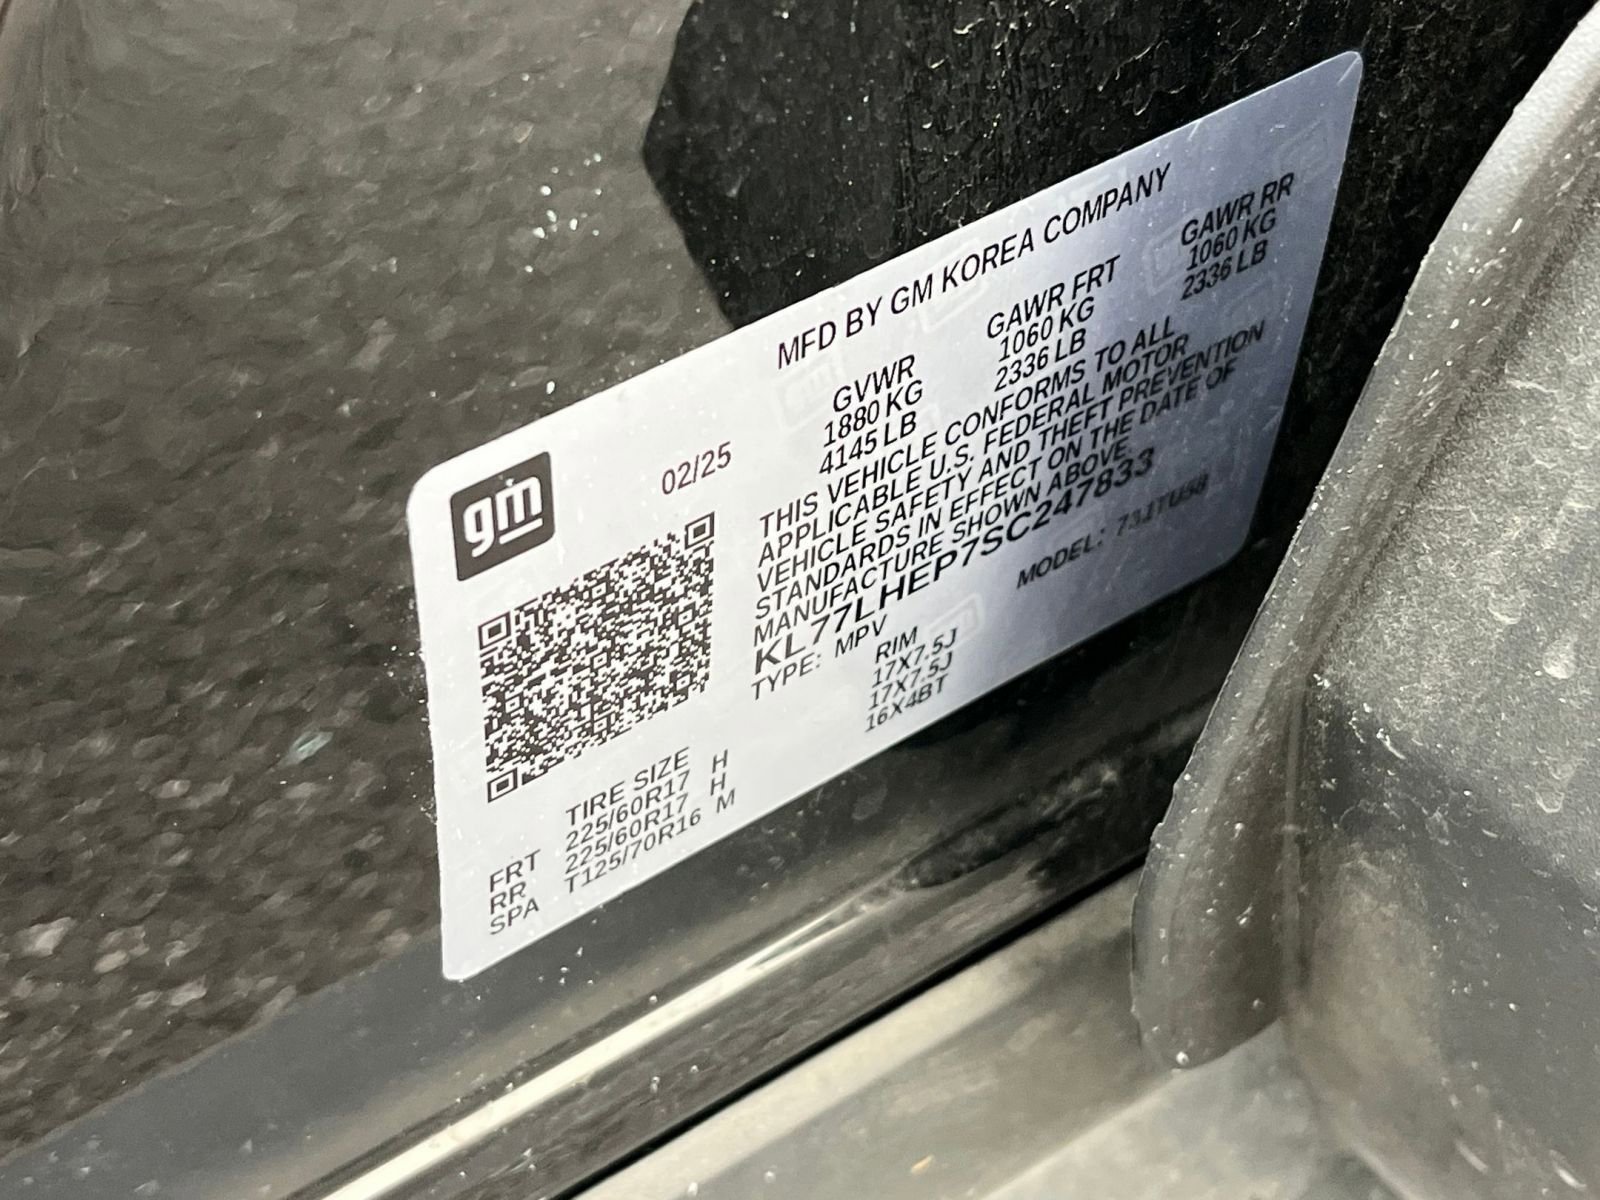 gm
02/25
MFD BY GM KOREA COMPANY
GVWR GAWR FRT GAWR RR
1880 KG 1060 KG 1060 KG
4145 LB 2336 LB 2336 LB
THIS VEHICLE CONFORMS TO ALL
APPLICABLE U.S. FEDERAL MOTOR
VEHICLE SAFETY AND THEFT PREVENTION
STANDARDS IN EFFECT ON THE DATE OF
MANUFACTURE SHOWN ABOVE.
KL77LHEP7SC247833
TYPE: MPV MODEL:
TIRE SIZE RIM
FRT 225/60R17 H 17X7.5J
RR 225/60R17 H 17X7.5J
SPA T125/70R16 M 16X4BT